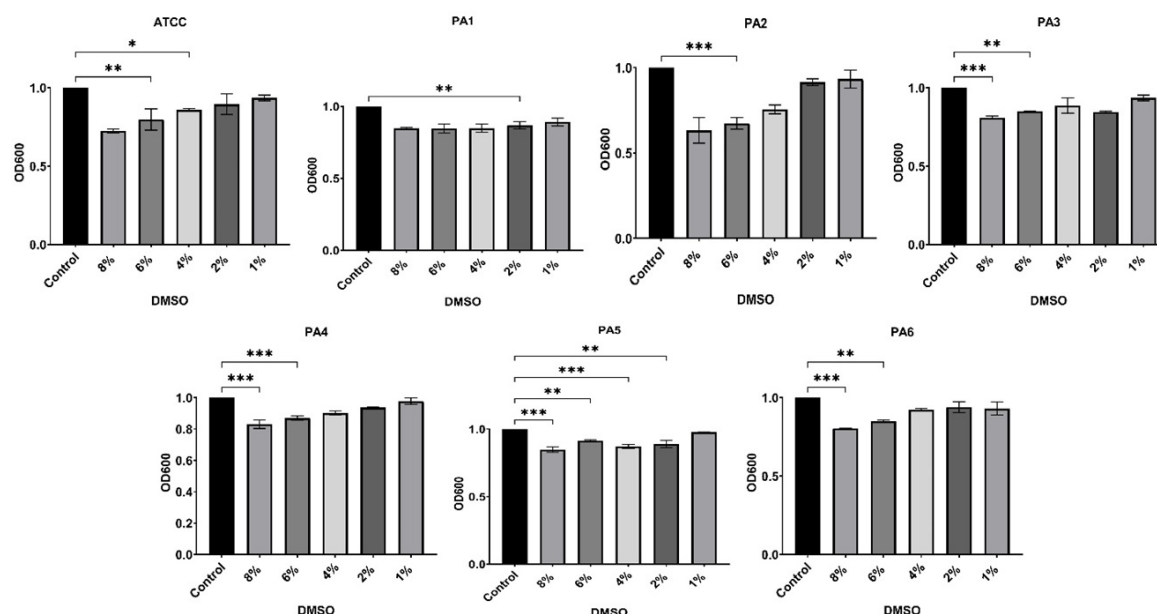 ATCC
*
**
1.0
0.5
0.0
OD600
Control
8%
6%
4%
2%
1%
DMSO
PA1
**
1.0
0.5
0.0
OD600
Control
8%
6%
4%
2%
1%
DMSO
PA2
***
1.0
0.5
0.0
OD600
Control
8%
6%
4%
2%
1%
DMSO
PA3
**
***
1.0
0.5
0.0
OD600
Control
8%
6%
4%
2%
1%
DMSO
PA4
***
***
1.0
0.8
0.6
0.4
0.2
0.0
OD600
Control
8%
6%
4%
2%
1%
DMSO
PA5
**
***
**
***
1.0
0.5
0.0
OD600
Control
8%
6%
4%
2%
1%
DMSO
PA6
**
***
1.0
0.5
0.0
OD600
Control
8%
6%
4%
2%
1%
DMSO